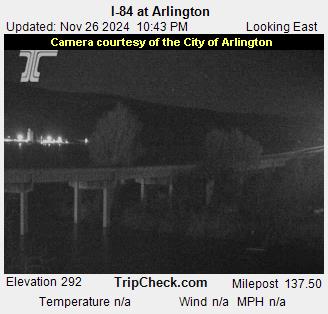 I-84 at Arlington
Updated: Nov 26 2024 10:43 PM Looking East
Camera courtesy of the City of Arlington
Elevation 292 TripCheck.com Milepost 137.50
Temperature n/a Wind n/a MPH n/a